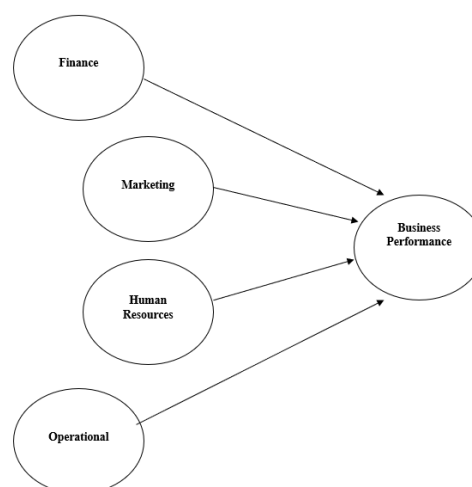 Finance
Marketing
Business
Performance
Human
Resources
Operational